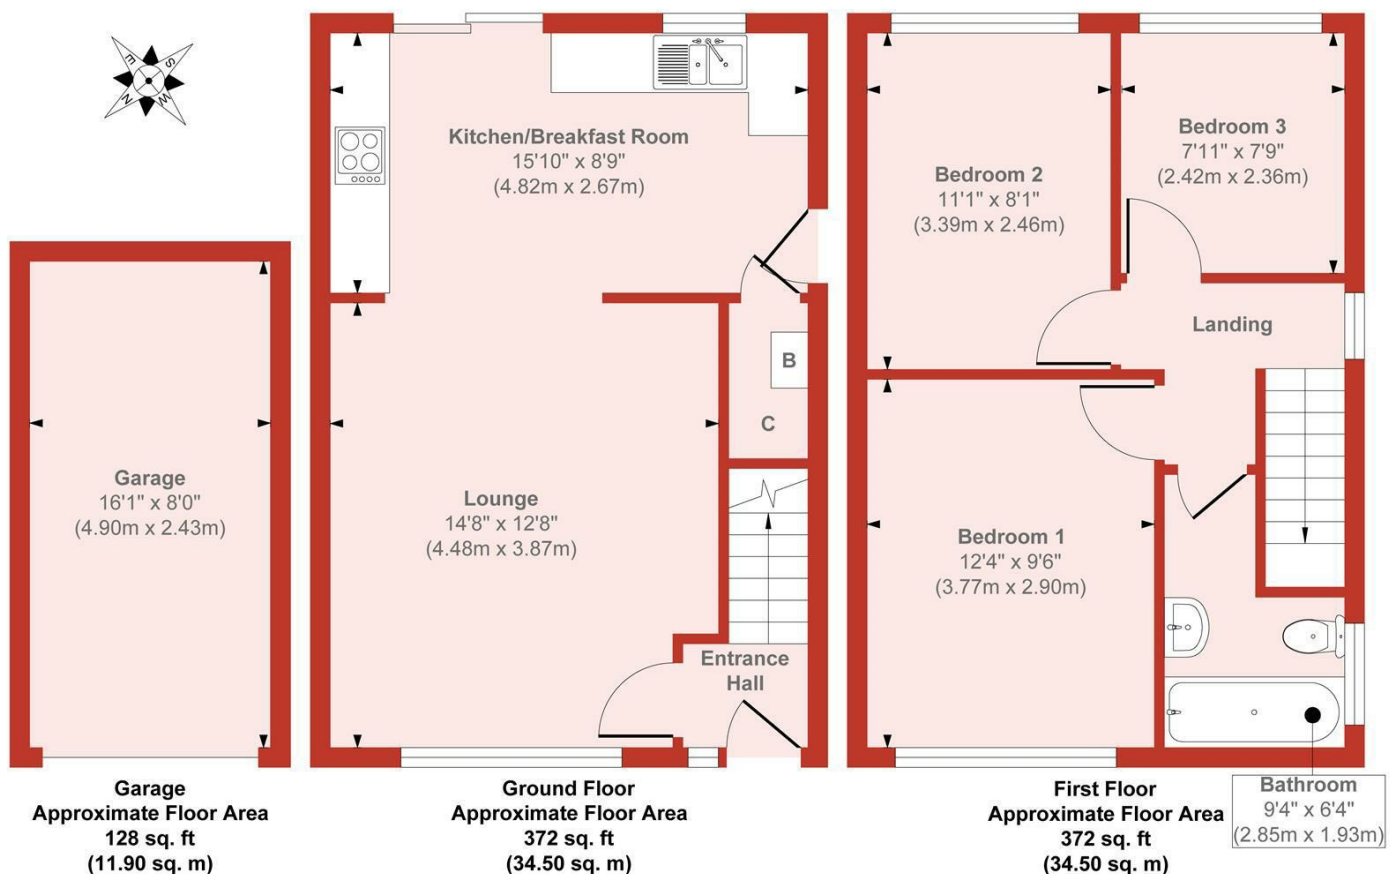 E
S
N
W
Kitchen/Breakfast Room
15'10" x 8'9"
(4.82m x 2.67m)
Bedroom 2
11'1" x 8'1"
(3.39m x 2.46m)
Bedroom 3
7'11" x 7'9"
(2.42m x 2.36m)
Landing
B
C
Garage
16'1" x 8'0"
(4.90m x 2.43m)
Lounge
14'8" x 12'8"
(4.48m x 3.87m)
Bedroom 1
12'4" x 9'6"
(3.77m x 2.90m)
Entrance
Hall
Garage
Approximate Floor Area
128 sq. ft
(11.90 sq. m)
Ground Floor
Approximate Floor Area
372 sq. ft
(34.50 sq. m)
First Floor
Approximate Floor Area
372 sq. ft
(34.50 sq. m)
Bathroom
9'4" x 6'4"
(2.85m x 1.93m)